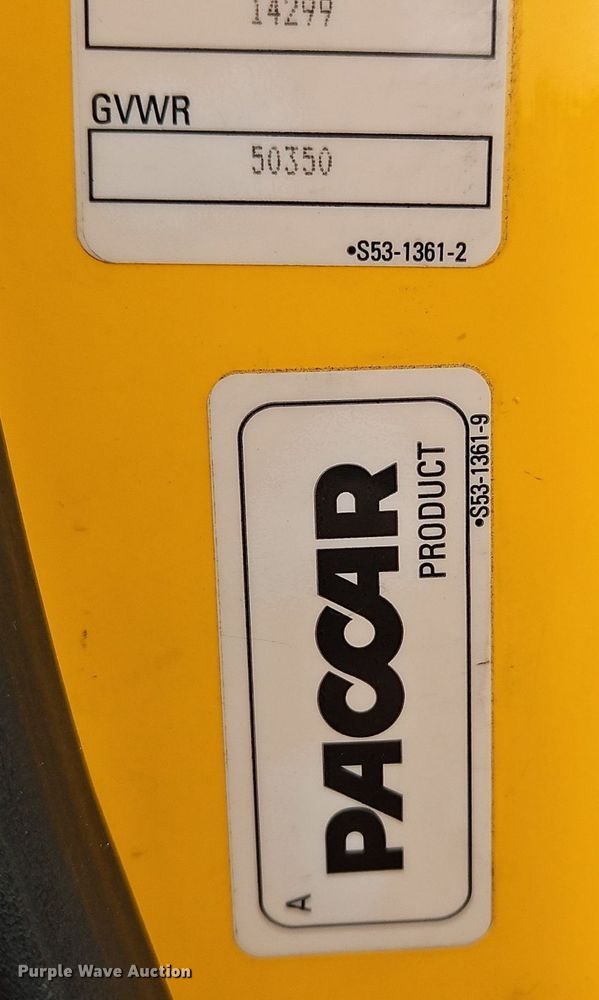 14299
GVWR
50350
•S53-1361-2
A
PACCAR
PRODUCT
•S53-1361-9
Purple Wave Auction